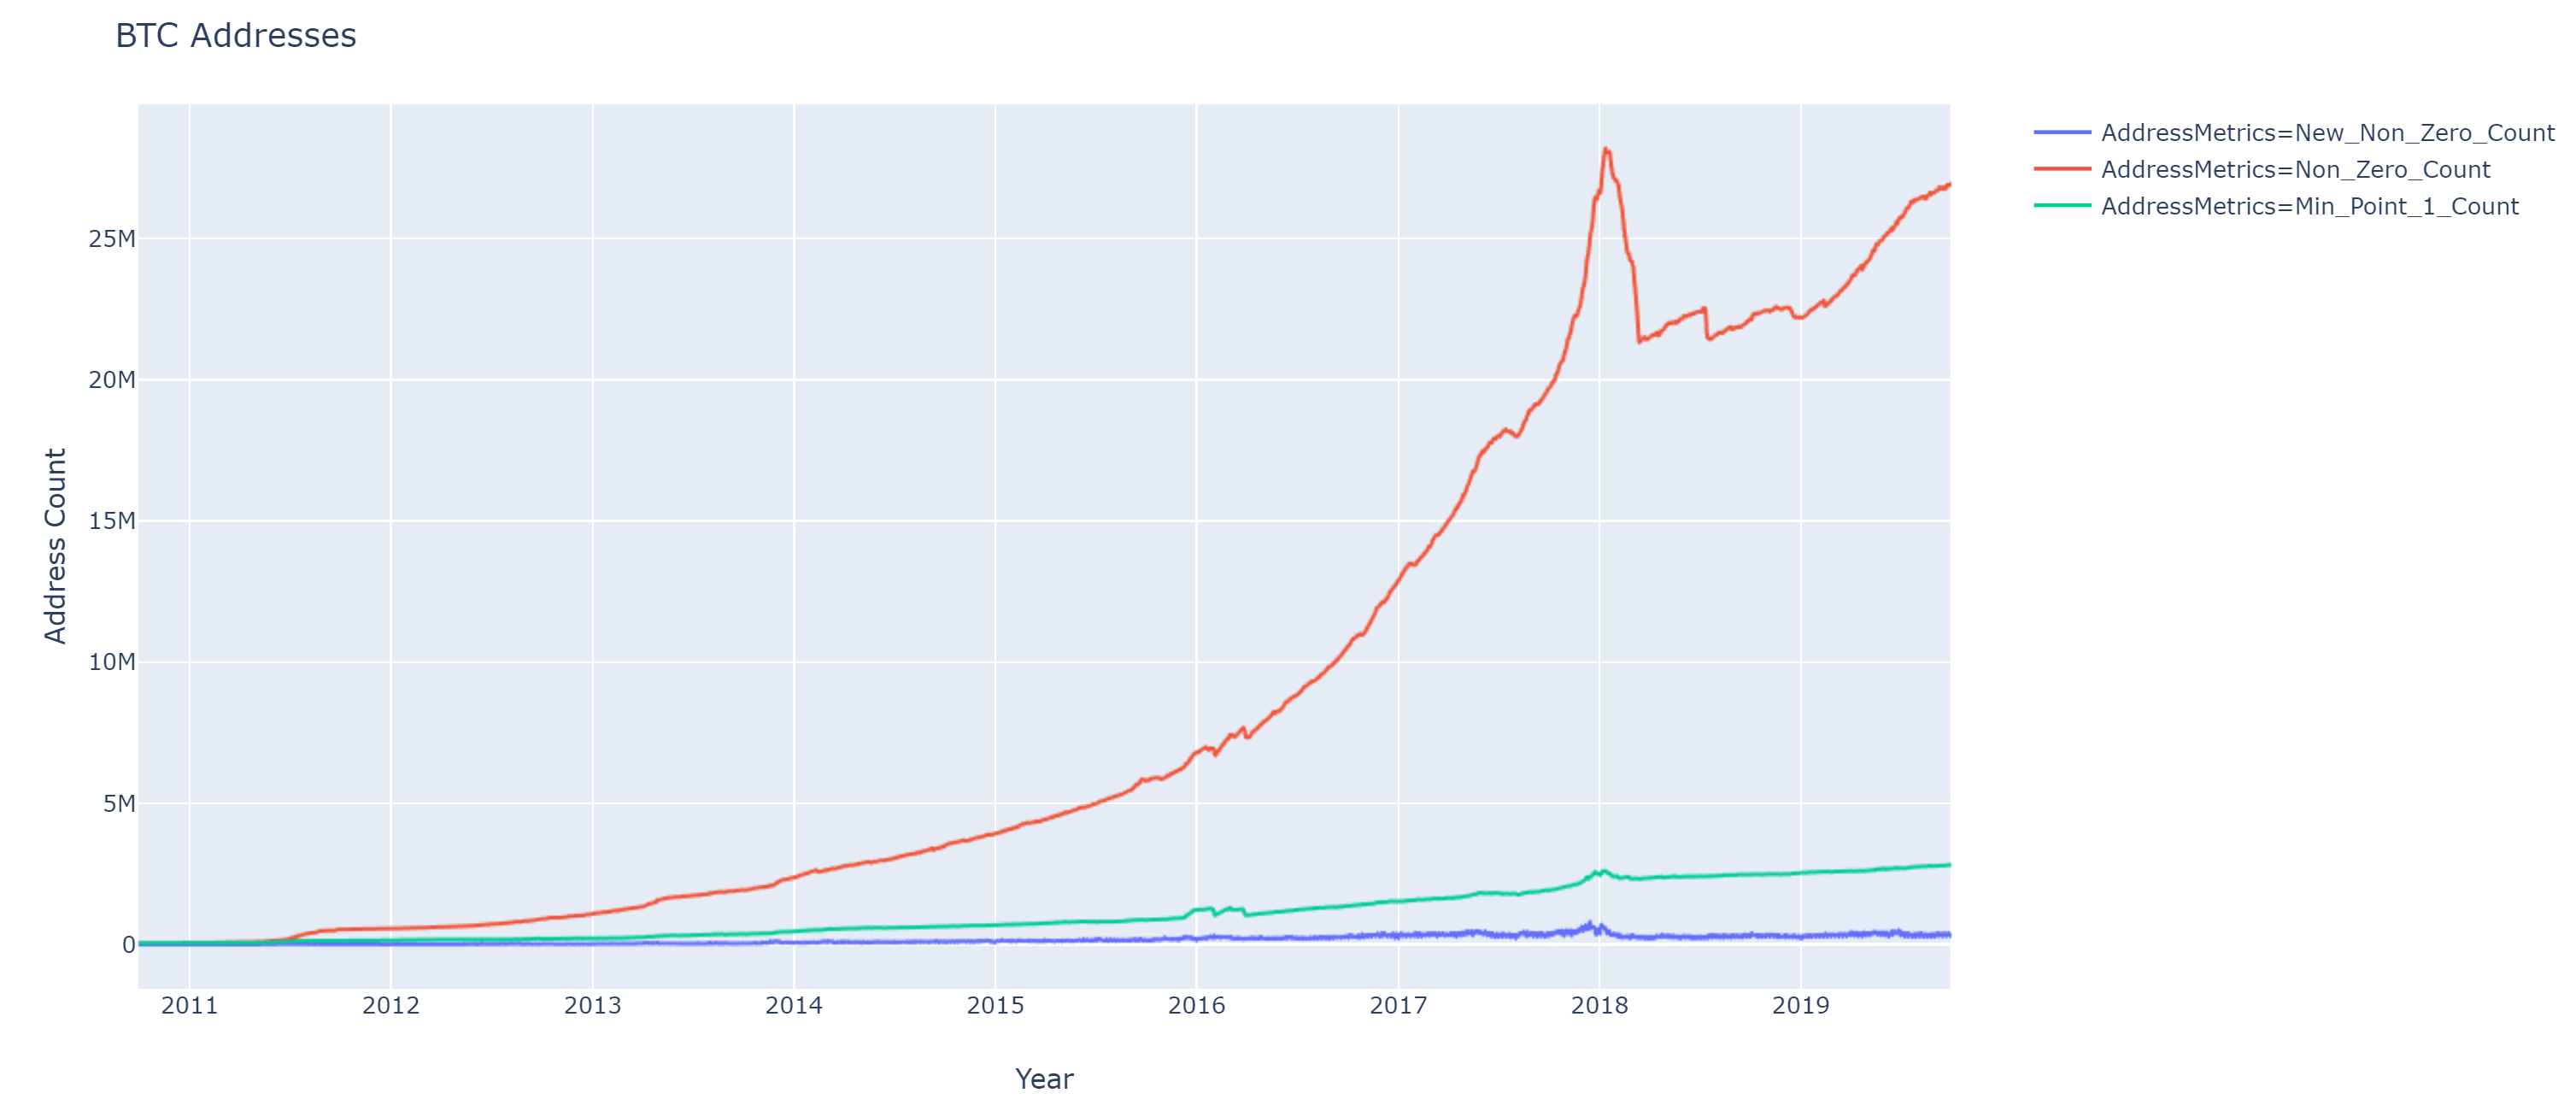 BTC Addresses
AddressMetrics=New_Non_Zero_Count
AddressMetrics=Non_Zero_Count
AddressMetrics=Min_Point_1_Count
Address Count
25M
20M
15M
10M
5M
0
2011 2012 2013 2014 2015 2016 2017 2018 2019
Year